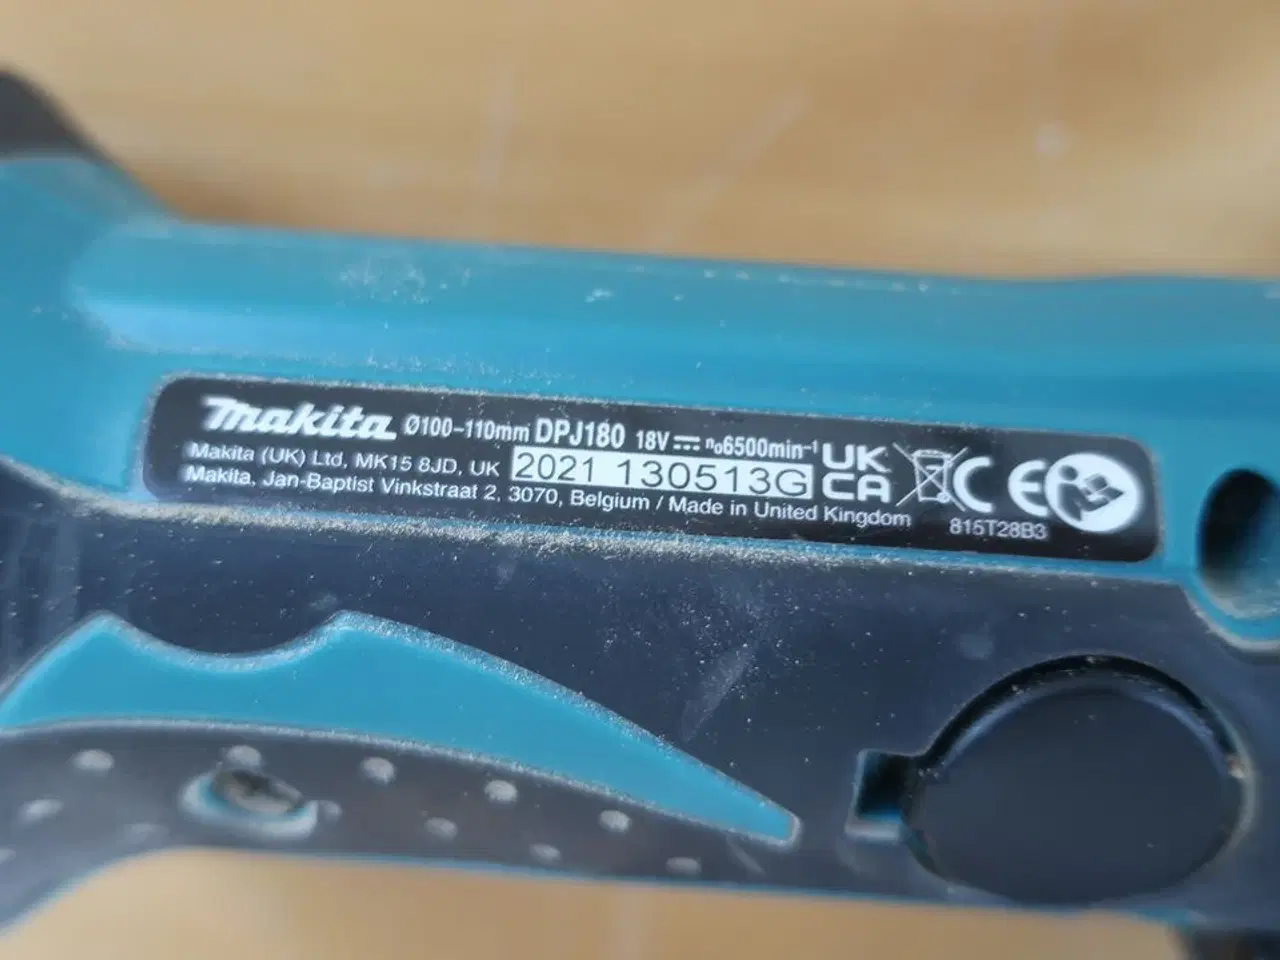 makita Ø100-110mm DPJ180 18V ⎓ n₀6500min⁻¹
Makita (UK) Ltd, MK15 8JD, UK 2021 130513G UK CA CE
Makita, Jan-Baptist Vinkstraat 2, 3070, Belgium / Made in United Kingdom 815T28B3